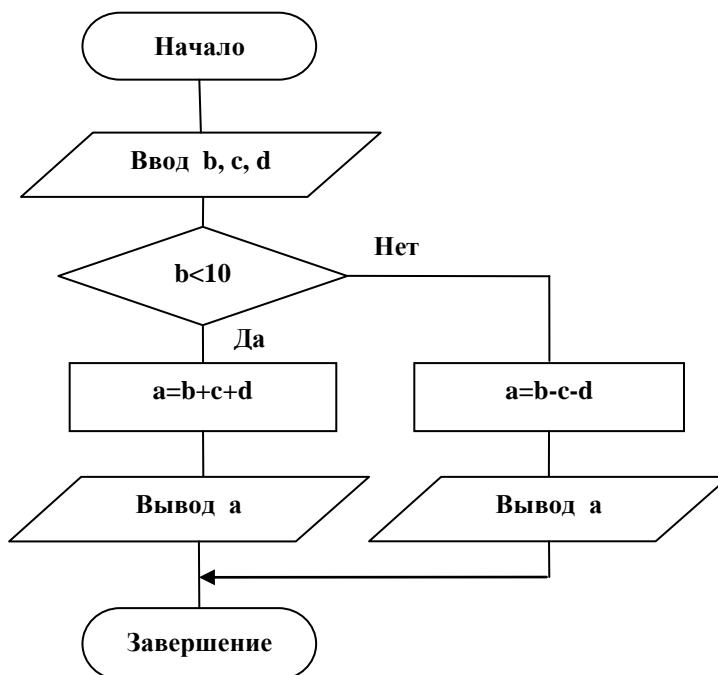 Начало
Ввод b, c, d
Нет
b<10
Да
a=b+c+d
a=b-c-d
Вывод a
Вывод a
Завершение